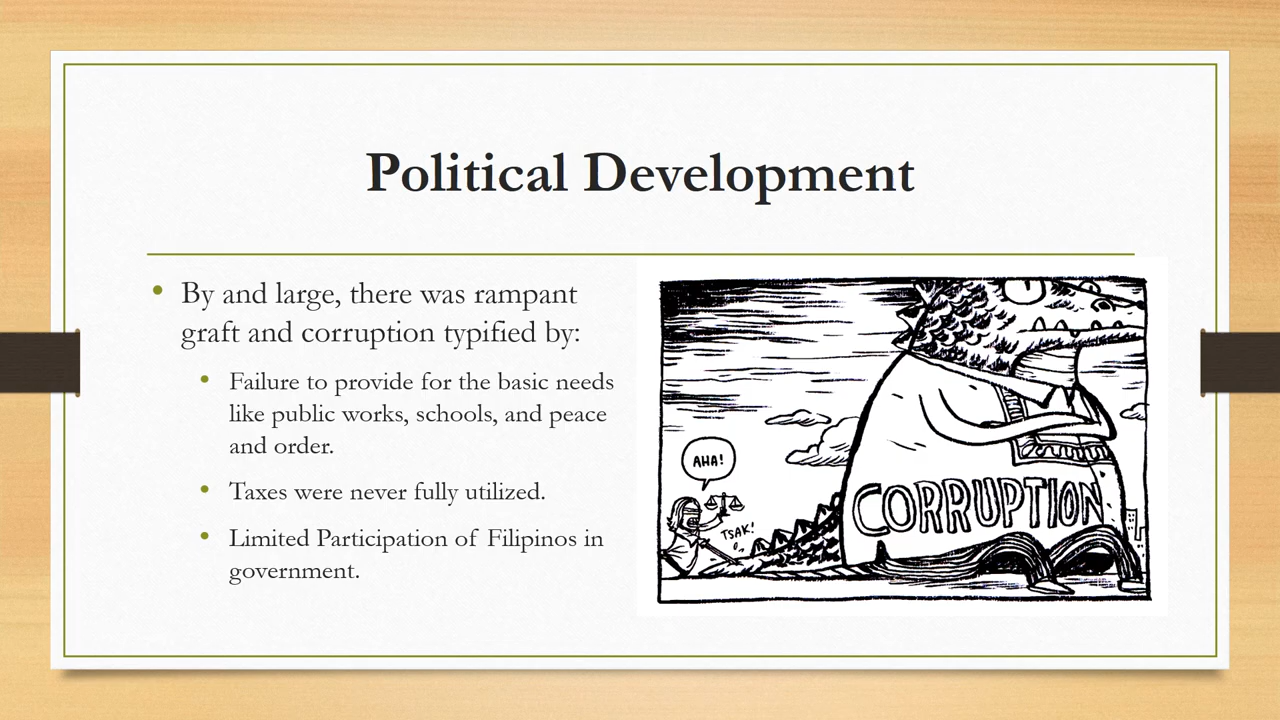 Political Development
• By and large, there was rampant
graft and corruption typified by:
• Failure to provide for the basic needs
like public works, schools, and peace
and order.
• Taxes were never fully utilized.
• Limited Participation of Filipinos in
government.
AHA!
TSAK!
CORRUPTION